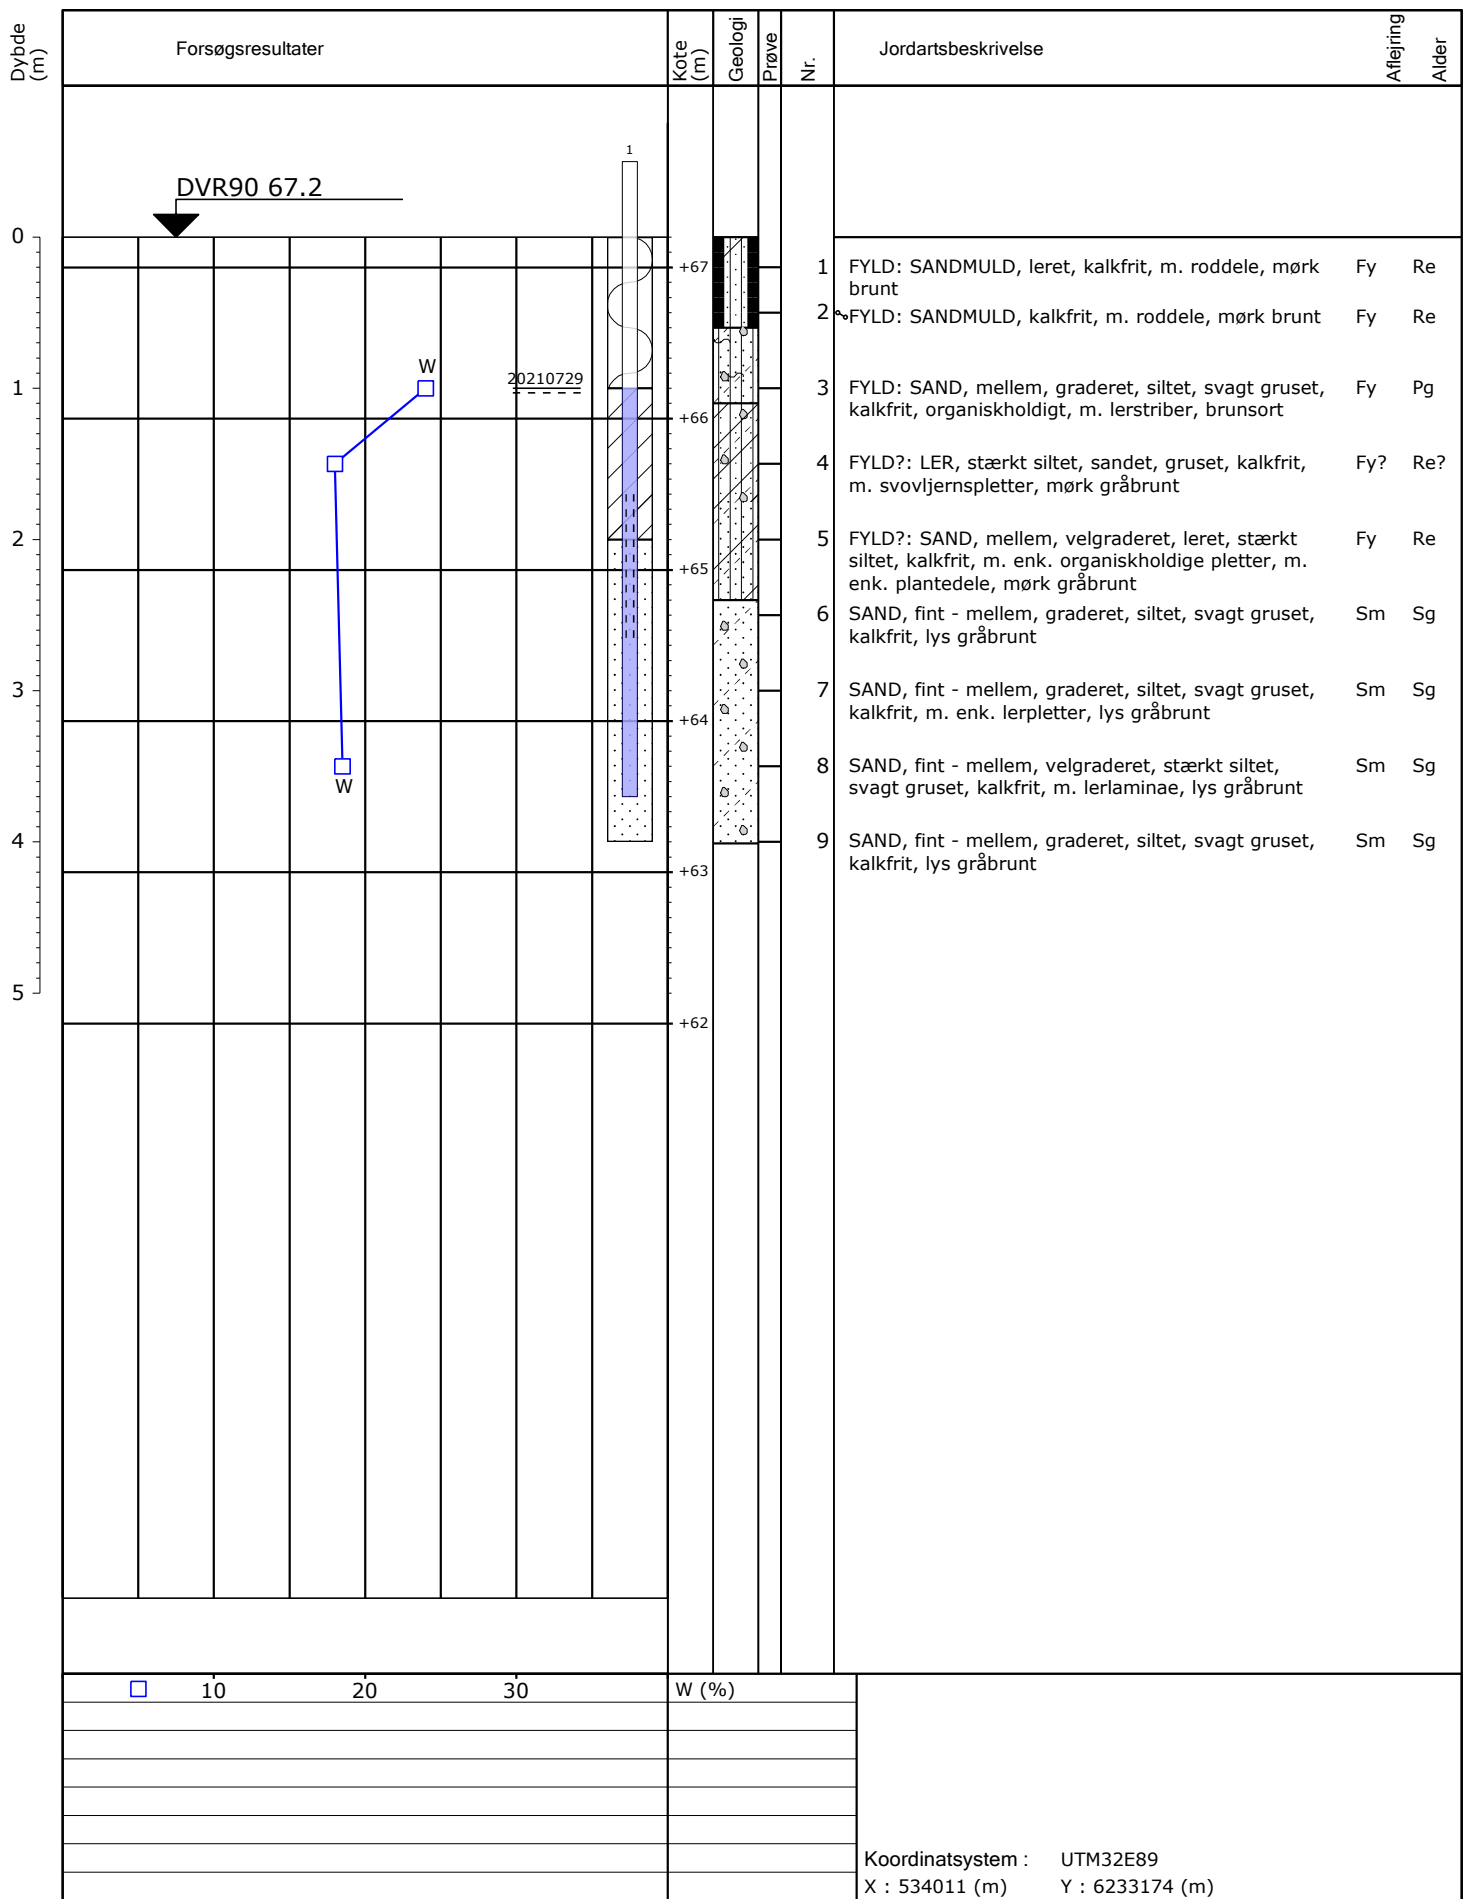 Dybde (m)
Forsøgsresultater
Kote (m)
Geologi
Prøve
Nr.
Jordartsbeskrivelse
Aflejring
Alder
1
DVR90 67.2
0
+67
1 FYLD: SANDMULD, leret, kalkfrit, m. roddele, mørk Fy Re
brunt
2 FYLD: SANDMULD, kalkfrit, m. roddele, mørk brunt Fy Re
W
20210729
1
3 FYLD: SAND, mellem, graderet, siltet, svagt gruset, Fy Pg
kalkfrit, organiskholdigt, m. lerstriber, brunsort
+66
4 FYLD?: LER, stærkt siltet, sandet, gruset, kalkfrit, Fy? Re?
m. svovljernspletter, mørk gråbrunt
2
5 FYLD?: SAND, mellem, velgraderet, leret, stærkt Fy Re
siltet, kalkfrit, m. enk. organiskholdige pletter, m.
+65
enk. plantedele, mørk gråbrunt
6 SAND, fint - mellem, graderet, siltet, svagt gruset, Sm Sg
kalkfrit, lys gråbrunt
3
7 SAND, fint - mellem, graderet, siltet, svagt gruset, Sm Sg
kalkfrit, m. enk. lerpletter, lys gråbrunt
+64
8 SAND, fint - mellem, velgraderet, stærkt siltet, Sm Sg
svagt gruset, kalkfrit, m. lerlaminae, lys gråbrunt
W
4
9 SAND, fint - mellem, graderet, siltet, svagt gruset, Sm Sg
kalkfrit, lys gråbrunt
+63
5
+62
10 20 30 W (%)
Koordinatsystem : UTM32E89
X : 534011 (m) Y : 6233174 (m)